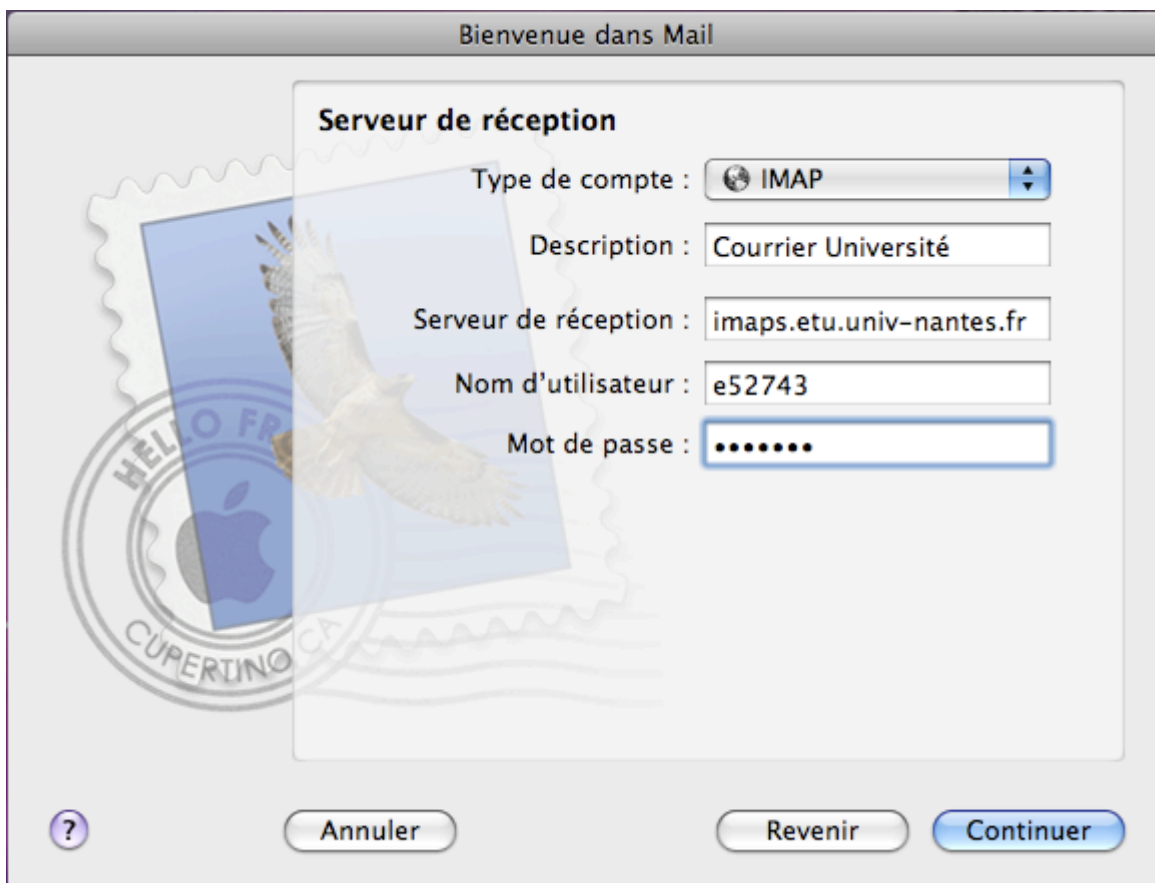 Bienvenue dans Mail
Serveur de réception
Type de compte : IMAP
Description : Courrier Université
Serveur de réception : imaps.etu.univ-nantes.fr
Nom d'utilisateur : e52743
Mot de passe : •••••••
HELLO FR
CUPERTINO CA
? Annuler Revenir Continuer